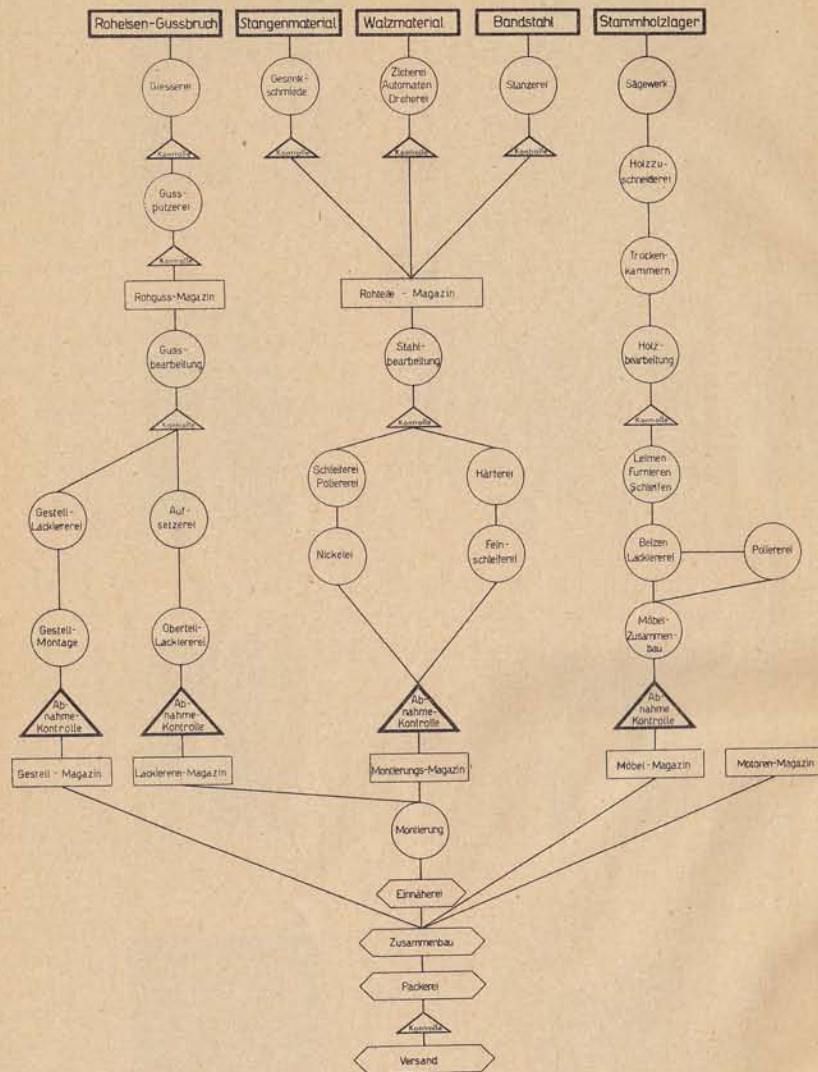 Roheisen-Gussbruch
Stangenmaterial
Walzmaterial
Bandstahl
Stammholzlager
Giesserei
Gesenk-
schmiede
Zieherei
Automaten
Dreherei
Stanzerei
Sägewerk
Kontrolle
Kontrolle
Kontrolle
Kontrolle
Guss-
putzerei
Holzzu-
schneiderei
Kontrolle
Trocken-
kammern
Rohguss-Magazin
Rohteile - Magazin
Guss-
bearbeitung
Stahl-
bearbeitung
Holz-
bearbeitung
Kontrolle
Kontrolle
Kontrolle
Schleiferei
Poliererei
Härterei
Leimen
Furnieren
Schleifen
Gestell-
Lackiererei
Auf-
setzerei
Nickelei
Fein-
schleiferei
Beizen
Lackiererei
Poliererei
Gestell-
Montage
Oberteil-
Lackiererei
Möbel-
Zusammen-
bau
Ab-
nahme-
Kontrolle
Ab-
nahme-
Kontrolle
Ab-
nahme-
Kontrolle
Ab
nahme
Kontrolle
Gestell - Magazin
Lackiererei-Magazin
Montierungs-Magazin
Möbel-Magazin
Motoren-Magazin
Montierung
Einnäherei
Zusammenbau
Packerei
Kontrolle
Versand